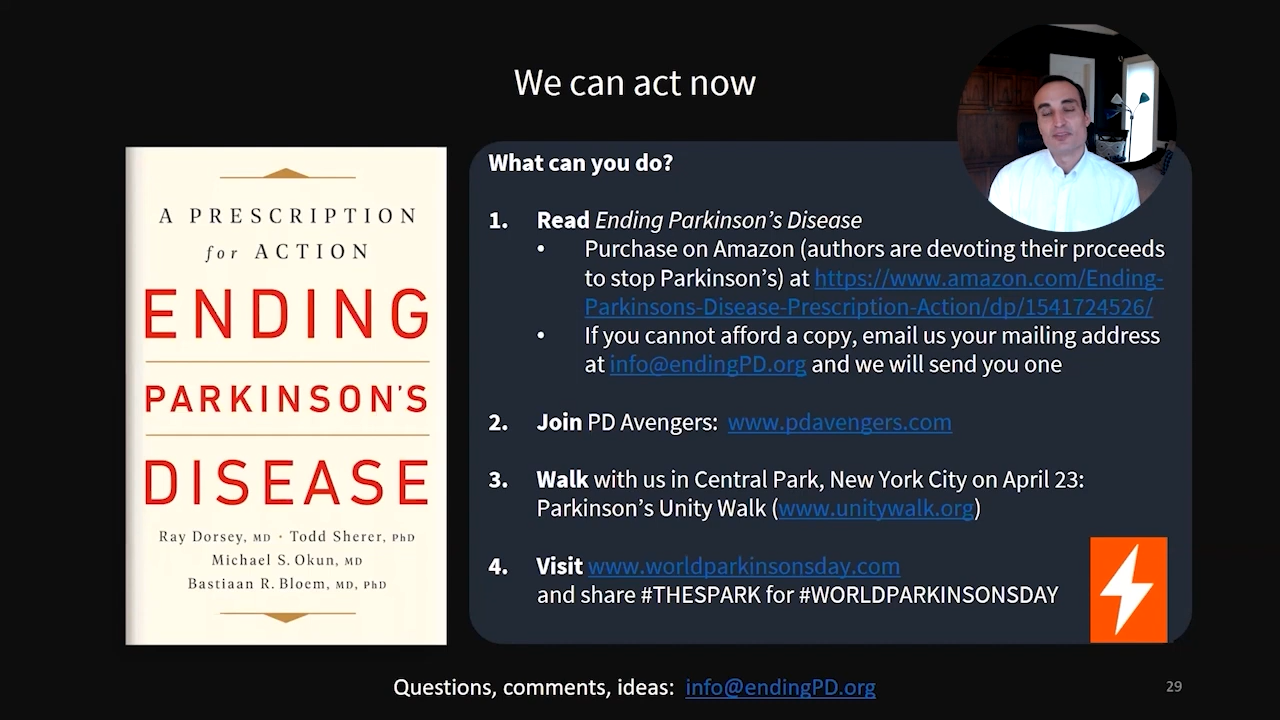 We can act now
A PRESCRIPTION
for ACTION
ENDING
PARKINSON'S
DISEASE
Ray Dorsey, MD · Todd Sherer, PhD
Michael S. Okun, MD
Bastiaan R. Bloem, MD, PhD
What can you do?
1. Read Ending Parkinson's Disease
• Purchase on Amazon (authors are devoting their proceeds
to stop Parkinson's) at https://www.amazon.com/Ending-
Parkinsons-Disease-Prescription-Action/dp/1541724526/
• If you cannot afford a copy, email us your mailing address
at info@endingPD.org and we will send you one
2. Join PD Avengers: www.pdavengers.com
3. Walk with us in Central Park, New York City on April 23:
Parkinson's Unity Walk (www.unitywalk.org)
4. Visit www.worldparkinsonsday.com
and share #THESPARK for #WORLDPARKINSONSDAY
Questions, comments, ideas: info@endingPD.org
29